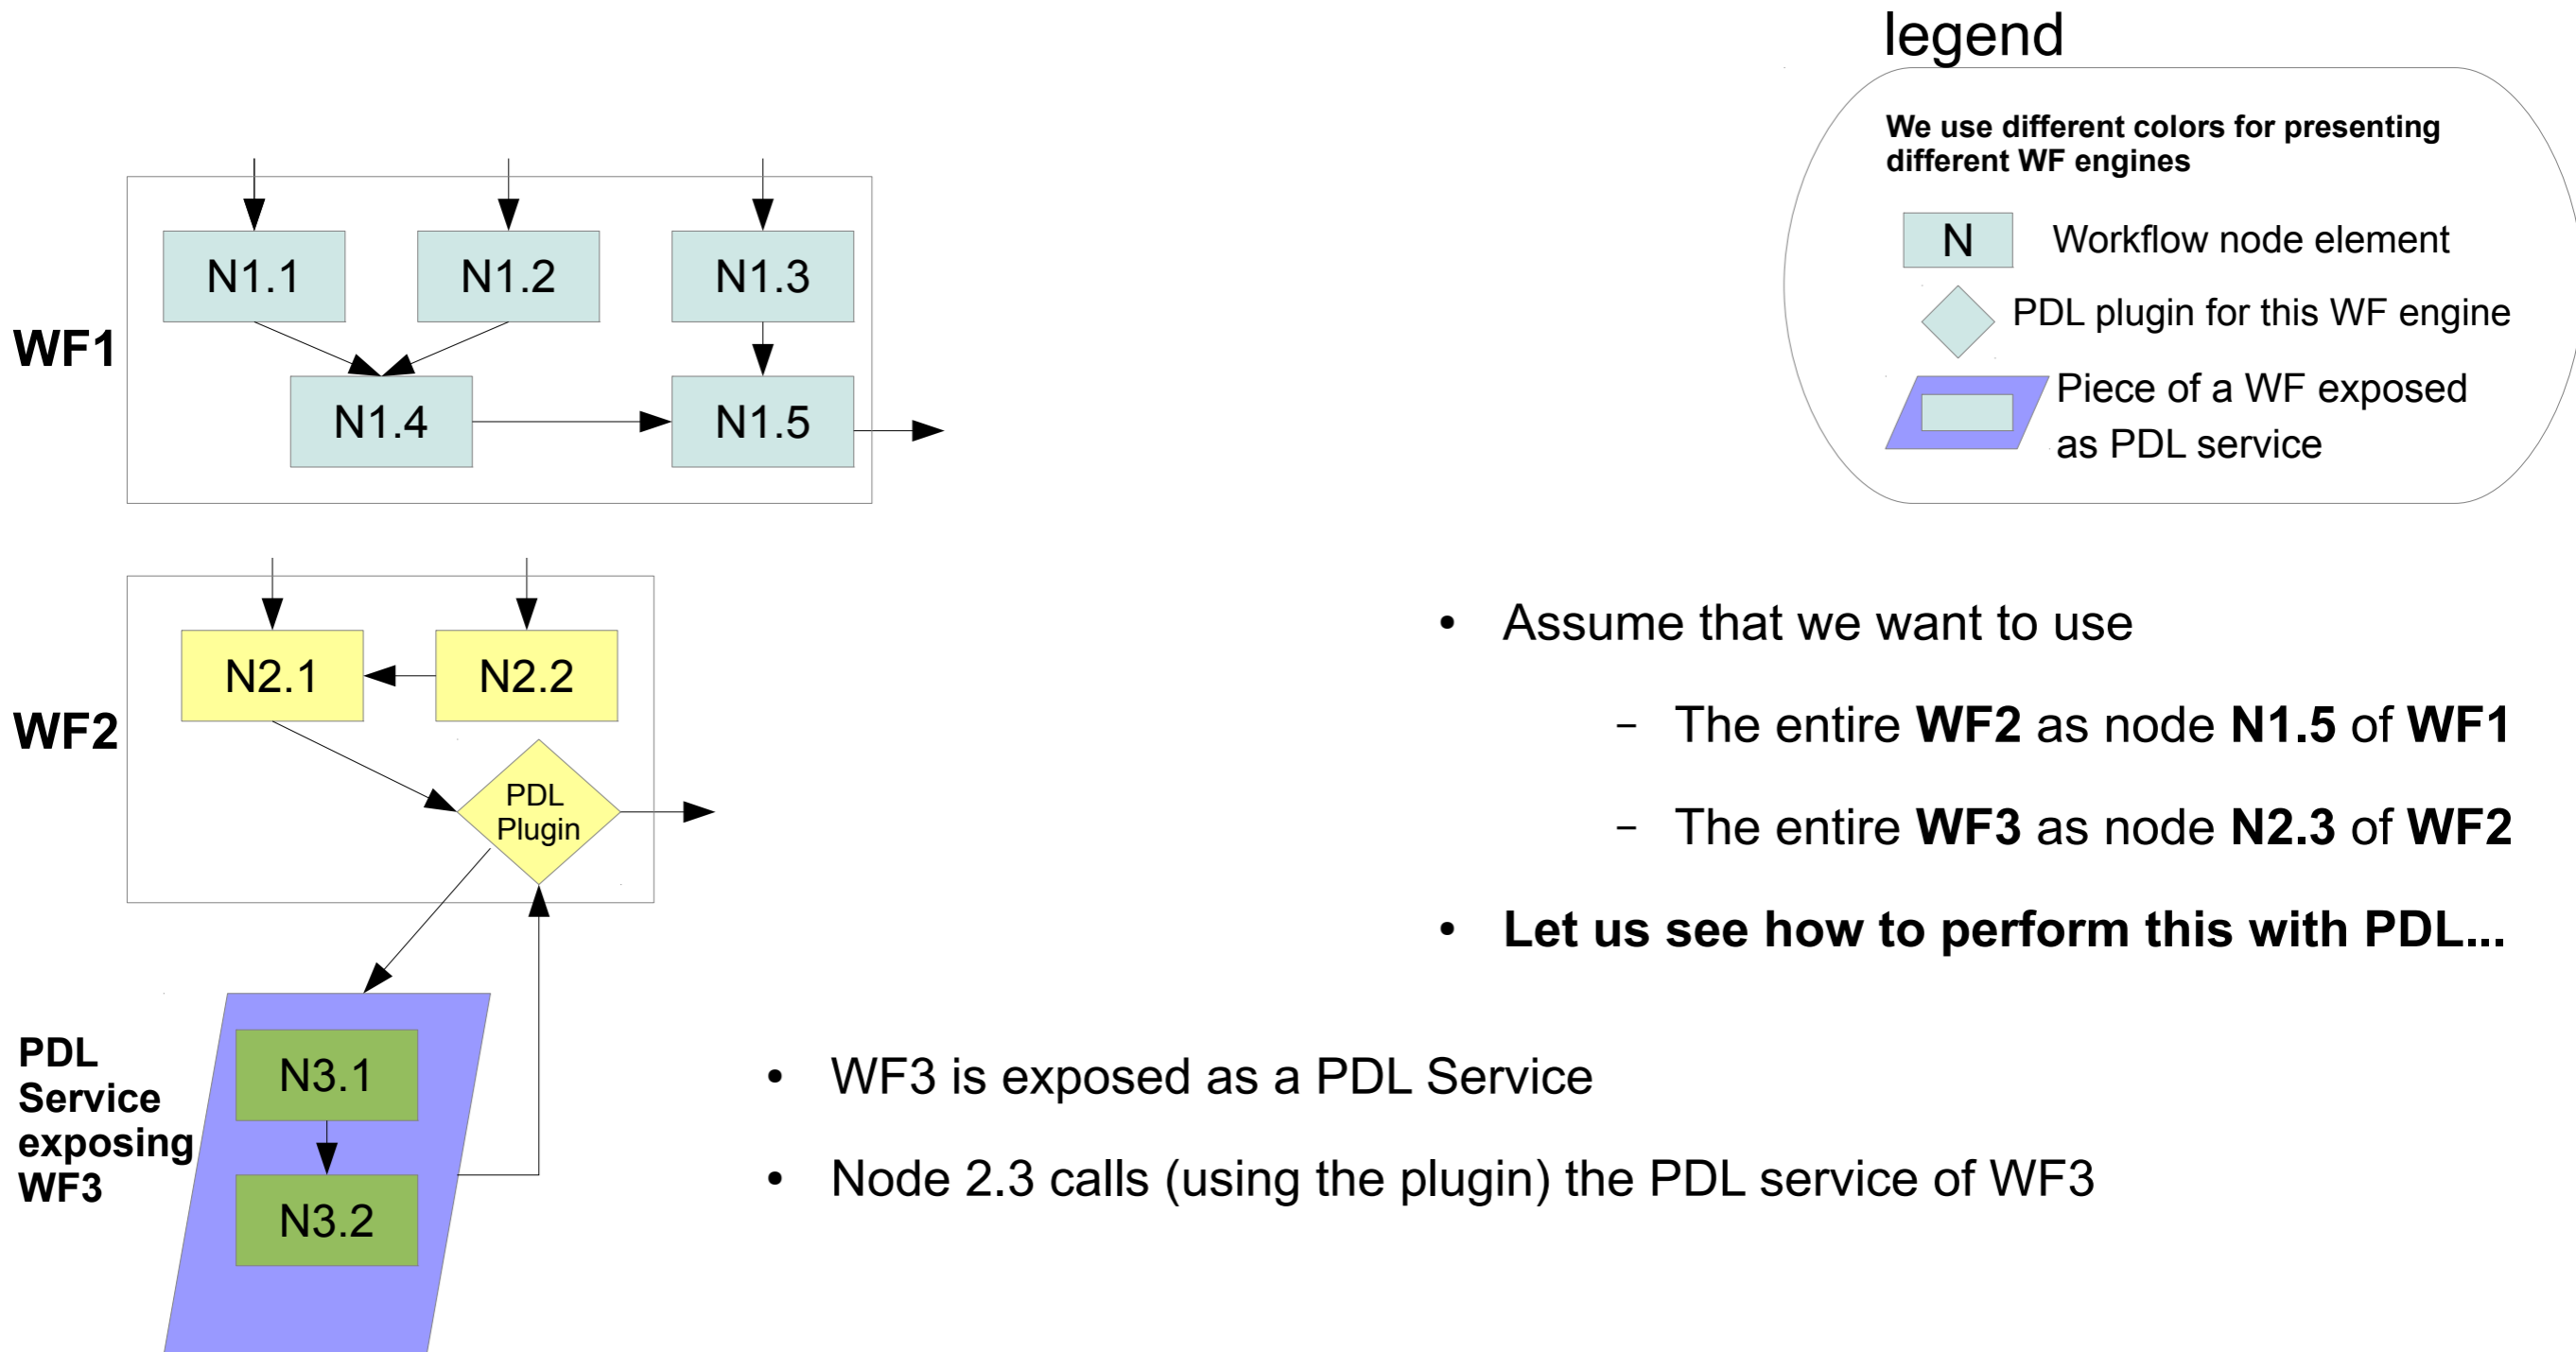 legend
We use different colors for presenting
different WF engines
N
Workflow node element
PDL plugin for this WF engine
Piece of a WF exposed
as PDL service
WF1
N1.1
N1.2
N1.3
N1.4
N1.5
WF2
N2.1
N2.2
PDL
Plugin
• Assume that we want to use
– The entire WF2 as node N1.5 of WF1
– The entire WF3 as node N2.3 of WF2
• Let us see how to perform this with PDL...
PDL
Service
exposing
WF3
N3.1
N3.2
• WF3 is exposed as a PDL Service
• Node 2.3 calls (using the plugin) the PDL service of WF3